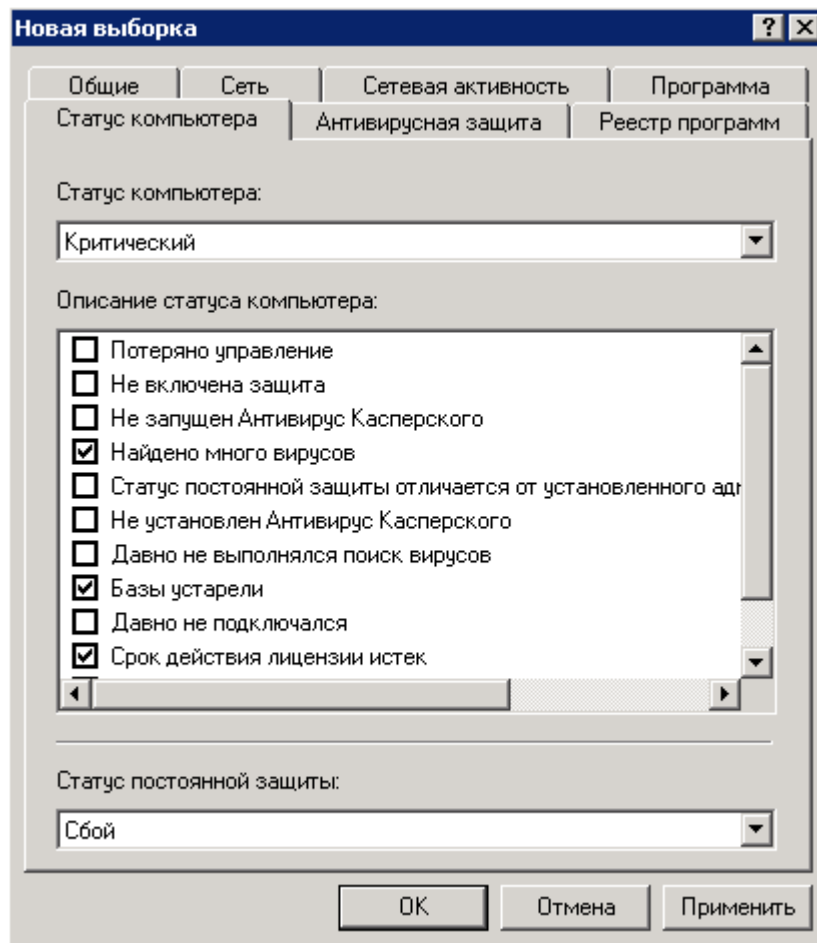 Новая выборка
Общие Сеть Сетевая активность Программа
Статус компьютера Антивирусная защита Реестр программ
Статус компьютера:
Критический
Описание статуса компьютера:
Потеряно управление
Не включена защита
Не запущен Антивирус Касперского
Найдено много вирусов
Статус постоянной защиты отличается от установленного
Не установлен Антивирус Касперского
Давно не выполнялся поиск вирусов
Базы устарели
Давно не подключался
Срок действия лицензии истек
Статус постоянной защиты:
Сбой
OK Отмена Применить